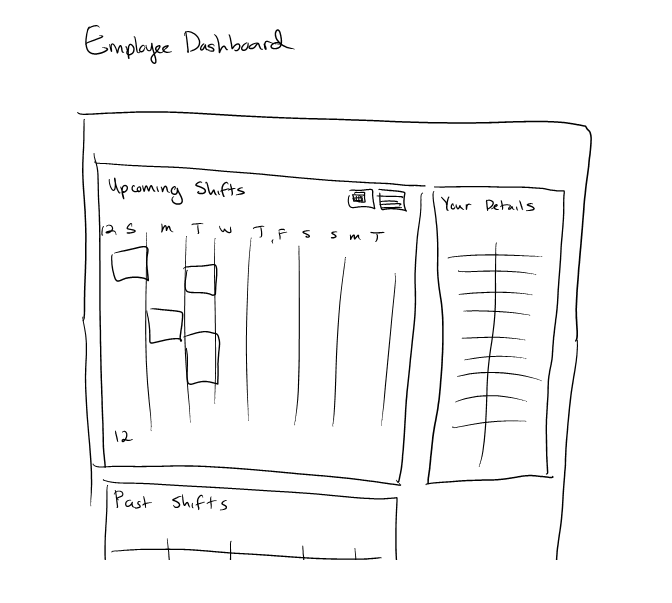 Employee Dashboard
Upcoming Shifts
12 S M T W T F S S M T
12
Your Details
Past Shifts